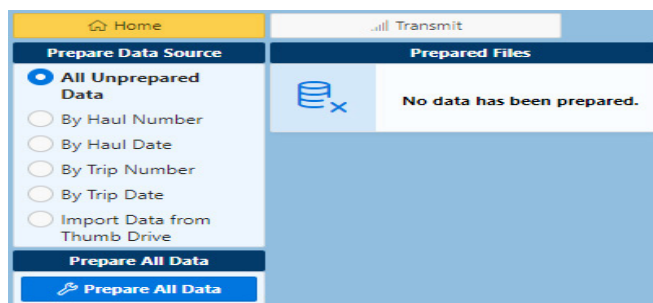 Home
Transmit
Prepare Data Source
Prepared Files
All Unprepared
Data
By Haul Number
By Haul Date
By Trip Number
By Trip Date
Import Data from
Thumb Drive
No data has been prepared.
Prepare All Data
Prepare All Data